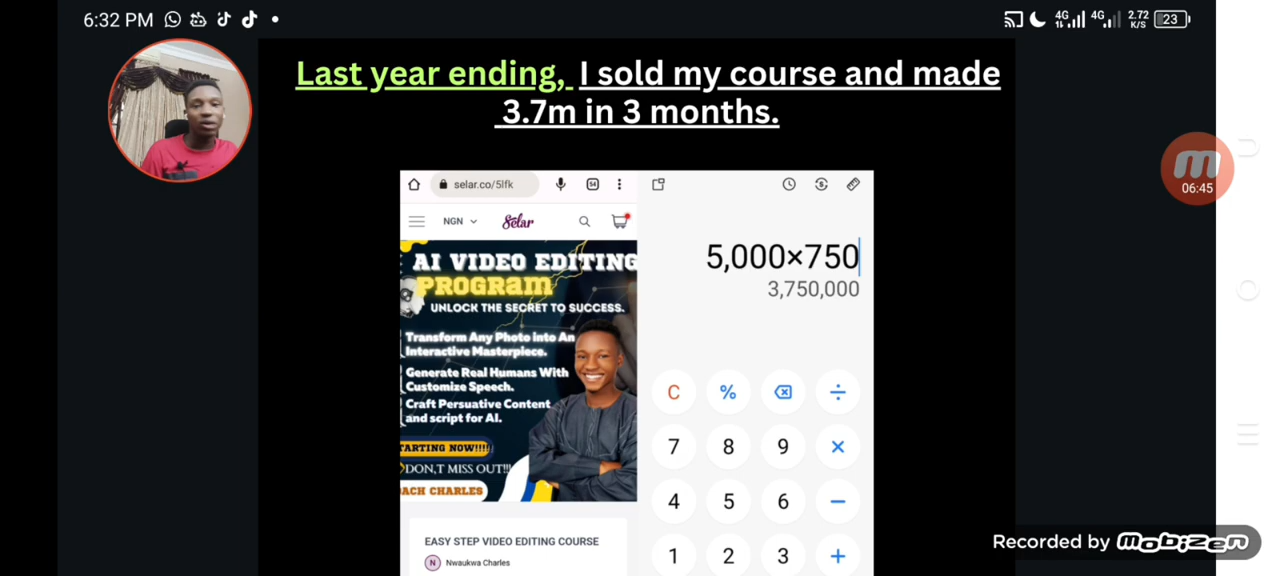 6:32 PM
4G 4G 2.72 K/S 23
Last year ending, I sold my course and made
3.7m in 3 months.
06:45
selar.co/5lfk
54
NGN
Selar
5,000×750
3,750,000
AI VIDEO EDITING
PROGRAM
UNLOCK THE SECRET TO SUCCESS.
Transform Any Photo into An
Interactive Masterpiece.
Generate Real Humans With
Customize Speech.
Craft Persuative Content
and script for AI.
TARTING NOW!!!!
DON,T MISS OUT!!
ACH CHARLES
C % ÷
7 8 9 ×
4 5 6 −
1 2 3 +
EASY STEP VIDEO EDITING COURSE
N Nwaukwa Charles
Recorded by mobizen